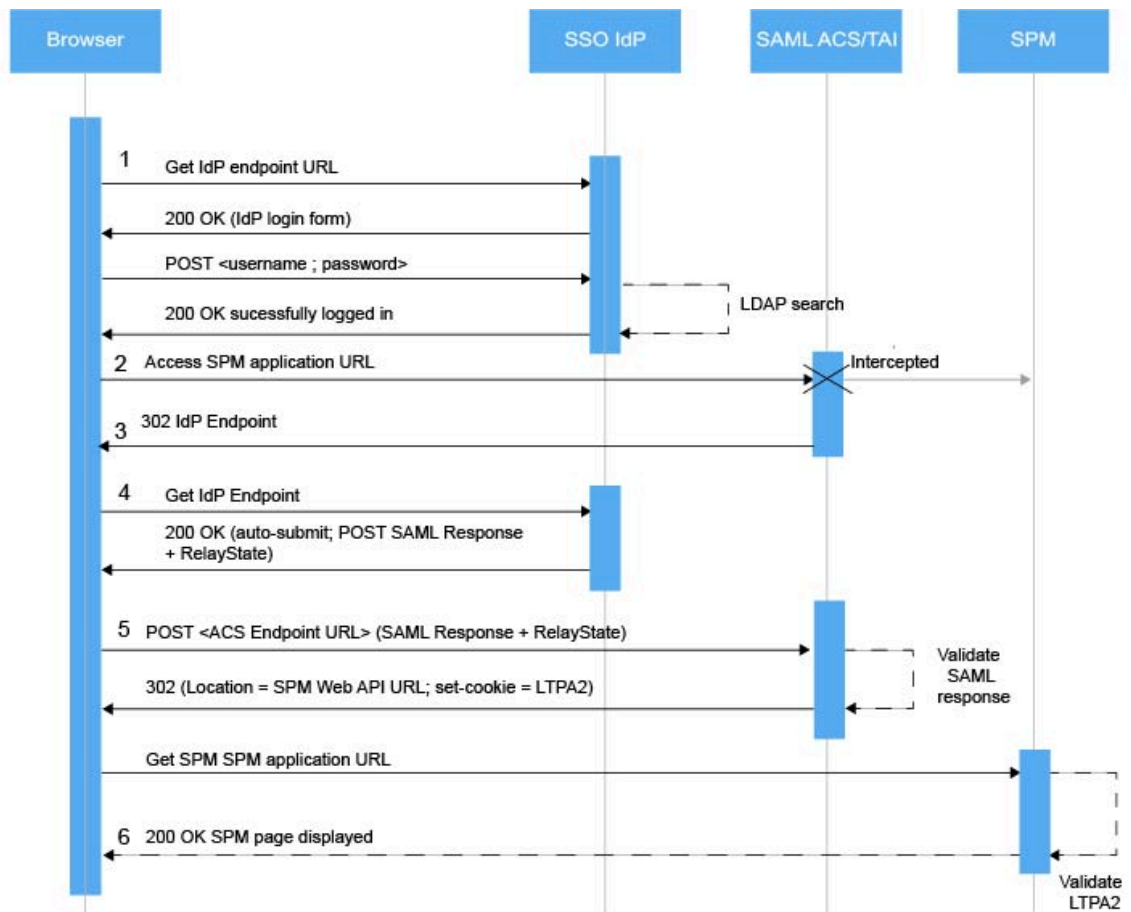 Browser
SSO IdP
SAML ACS/TAI
SPM
1
Get IdP endpoint URL
200 OK (IdP login form)
POST <username ; password>
LDAP search
200 OK sucessfully logged in
2
Access SPM application URL
Intercepted
302 IdP Endpoint
3
4
Get IdP Endpoint
200 OK (auto-submit; POST SAML Response
+ RelayState)
5
POST <ACS Endpoint URL> (SAML Response + RelayState)
Validate
SAML
response
302 (Location = SPM Web API URL; set-cookie = LTPA2)
Get SPM SPM application URL
6
200 OK SPM page displayed
Validate
LTPA2